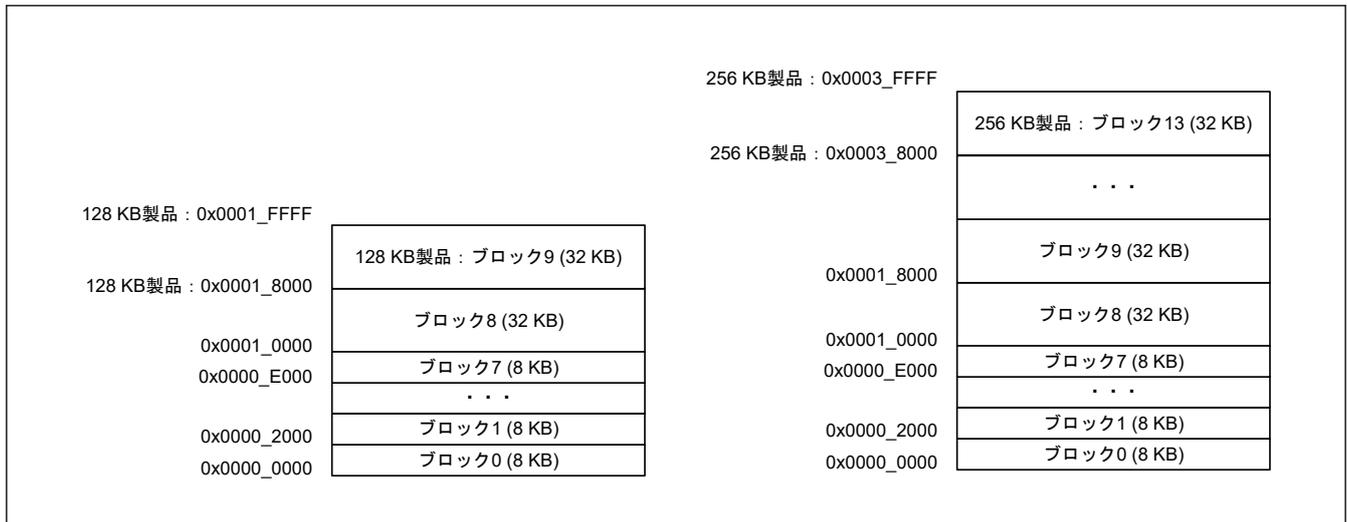 128 KB製品：0x0001_FFFF
128 KB製品：ブロック9 (32 KB)
128 KB製品：0x0001_8000
ブロック8 (32 KB)
0x0001_0000
ブロック7 (8 KB)
0x0000_E000
・・・
ブロック1 (8 KB)
0x0000_2000
ブロック0 (8 KB)
0x0000_0000
256 KB製品：0x0003_FFFF
256 KB製品：ブロック13 (32 KB)
256 KB製品：0x0003_8000
・・・
ブロック9 (32 KB)
0x0001_8000
ブロック8 (32 KB)
0x0001_0000
ブロック7 (8 KB)
0x0000_E000
・・・
ブロック1 (8 KB)
0x0000_2000
ブロック0 (8 KB)
0x0000_0000